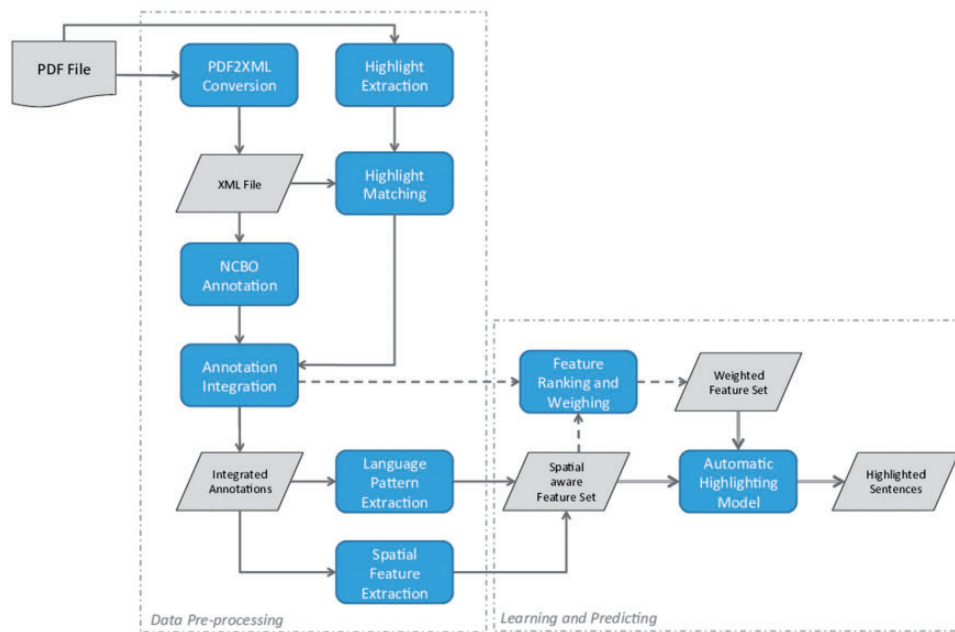 PDF File
PDF2XML
Conversion
Highlight
Extraction
XML File
Highlight
Matching
NCBO
Annotation
Annotation
Integration
Feature
Ranking and
Weighing
Weighted
Feature Set
Integrated
Annotations
Language
Pattern
Extraction
Spatial
aware
Feature Set
Automatic
Highlighting
Model
Highlighted
Sentences
Spatial
Feature
Extraction
Data Pre-processing
Learning and Predicting